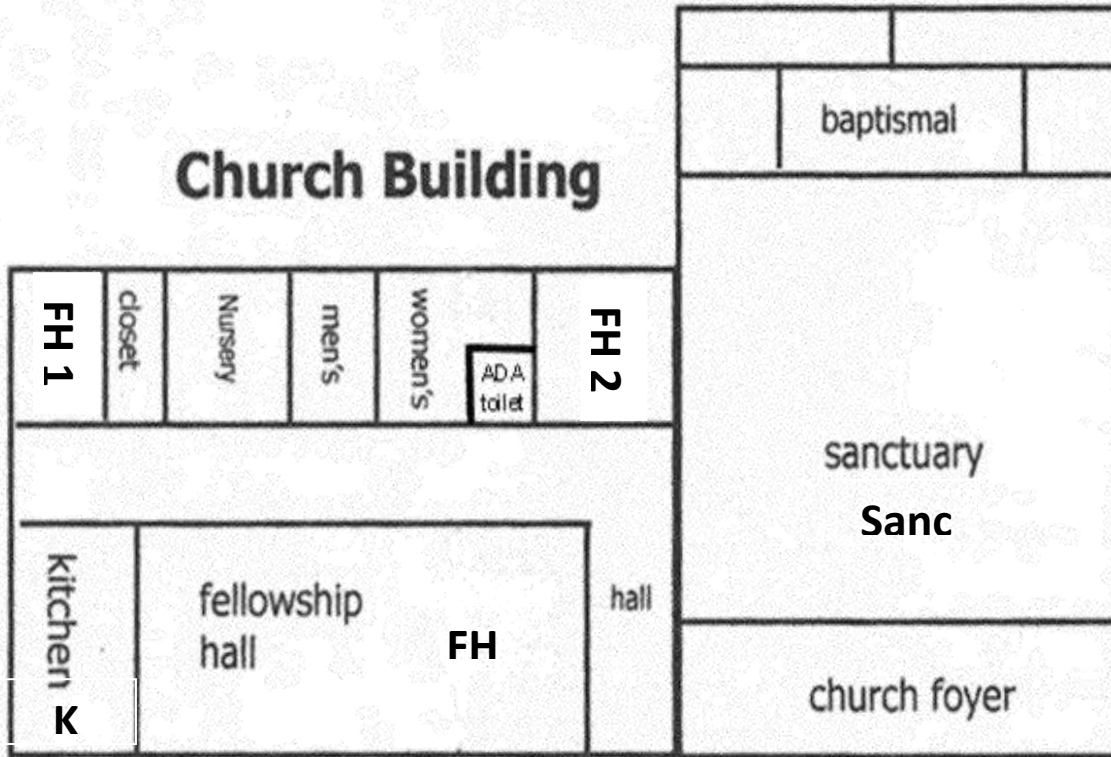 baptismal
Church Building
FH 1
closet
Nursery
men's
women's
ADA
toilet
FH 2
sanctuary
Sanc
kitchen
K
fellowship
hall
FH
hall
church foyer